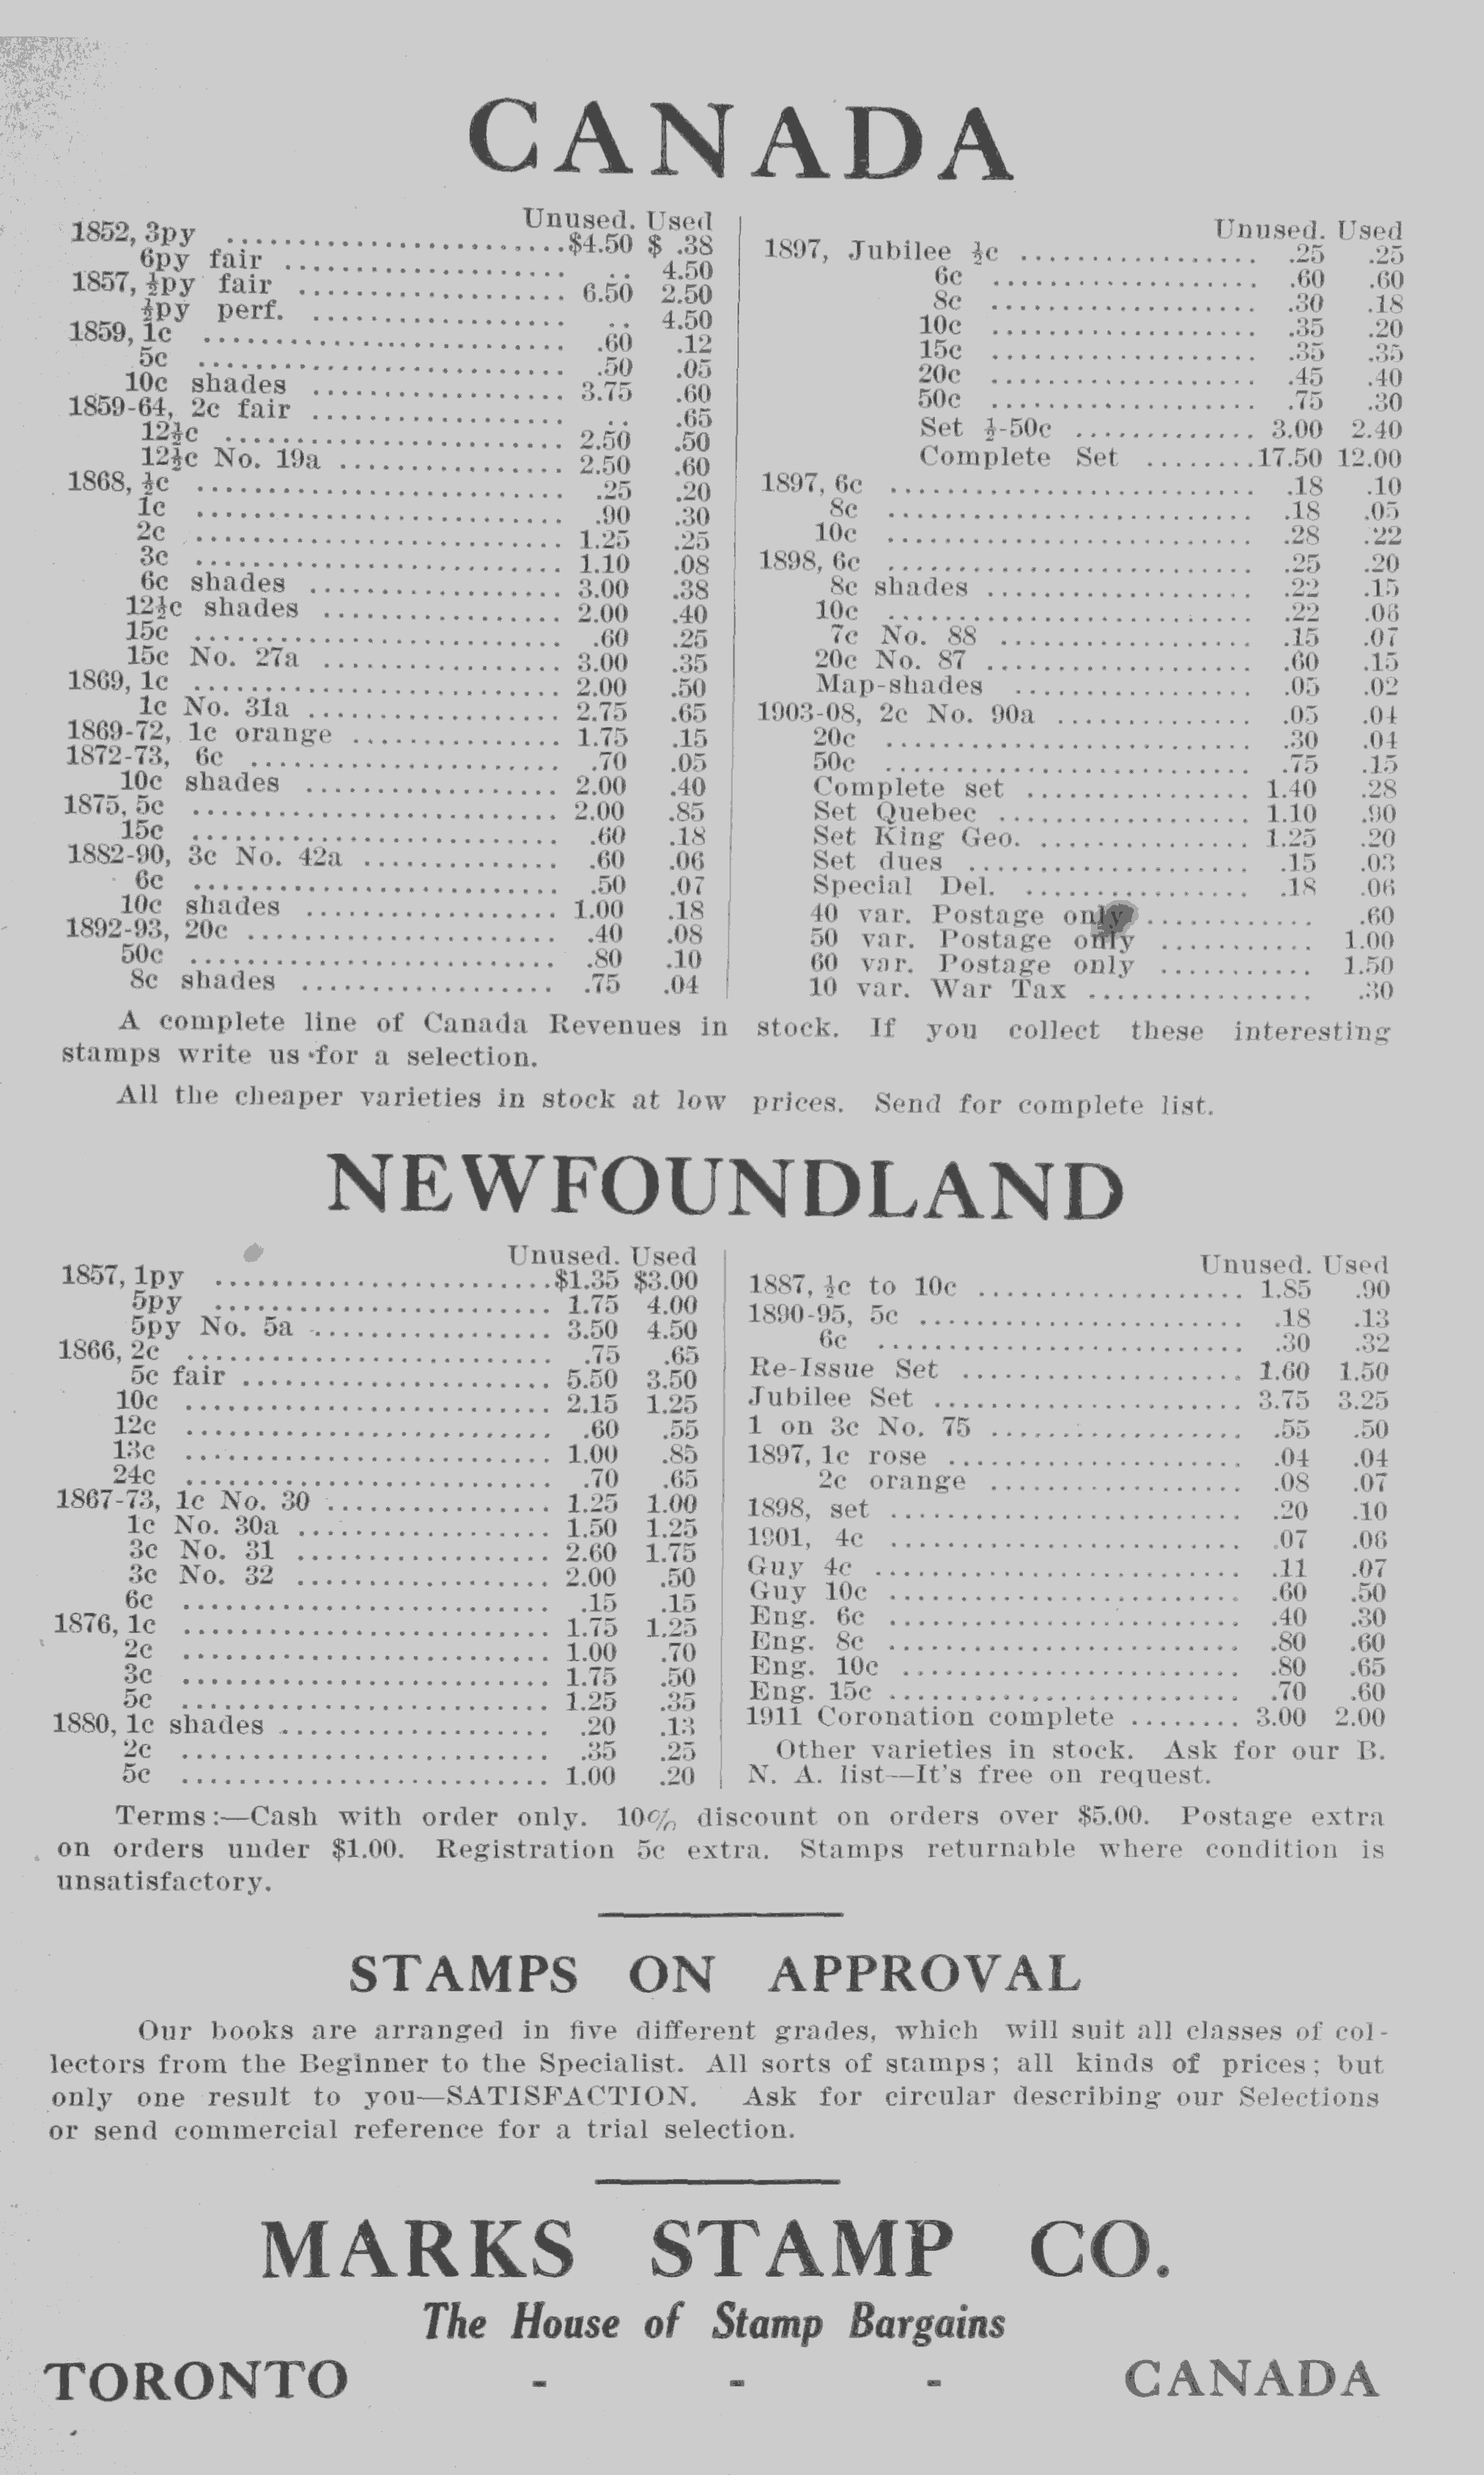 CANADA
Unused. Used
1852, 3py ........................$4.50 $ .38
6py fair .................... .. 4.50
1857, ½py fair ................... 6.50 2.50
½py perf. .................. .. 4.50
1859, 1c .......................... .60 .12
5c .......................... .50 .05
10c shades .................. 3.75 .60
1859-64, 2c fair .................. .. .65
12½c ........................ 2.50 .50
12½c No. 19a ................ 2.50 .60
1868, ½c .......................... .25 .20
1c .......................... .90 .30
2c .......................... 1.25 .25
3c .......................... 1.10 .08
6c shades .................. 3.00 .38
12½c shades ................. 2.00 .40
15c .......................... .60 .25
15c No. 27a ................. 3.00 .35
1869, 1c .......................... 2.00 .50
1c No. 31a .................. 2.75 .65
1869-72, 1c orange ............... 1.75 .15
1872-73, 6c ...................... .70 .05
10c shades .................. 2.00 .40
1875, 5c .......................... 2.00 .85
15c .......................... .60 .18
1882-90, 3c No. 42a .............. .60 .06
6c .......................... .50 .07
10c shades .................. 1.00 .18
1892-93, 20c ...................... .40 .08
50c .......................... .80 .10
8c shades .................. .75 .04
Unused. Used
1897, Jubilee ½c ................. .25 .25
6c ................... .60 .60
8c ................... .30 .18
10c ................... .35 .20
15c ................... .35 .35
20c ................... .45 .40
50c ................... .75 .30
Set ½-50c ............. 3.00 2.40
Complete Set ........17.50 12.00
1897, 6c .......................... .18 .10
8c .......................... .18 .05
10c .......................... .28 .22
1898, 6c .......................... .25 .20
8c shades ................... .22 .15
10c .......................... .22 .06
7c No. 88 .................. .15 .07
20c No. 87 ................... .60 .15
Map-shades ................. .05 .02
1903-08, 2c No. 90a .............. .05 .04
20c .......................... .30 .04
50c .......................... .75 .15
Complete set ................ 1.40 .28
Set Quebec .................. 1.10 .90
Set King Geo. ............... 1.25 .20
Set dues .................... .15 .03
Special Del. ................ .18 .06
40 var. Postage only ............ .60
50 var. Postage only ........... 1.00
60 var. Postage only ........... 1.50
10 var. War Tax ................ .30
A complete line of Canada Revenues in stock. If you collect these interesting
stamps write us for a selection.
All the cheaper varieties in stock at low prices. Send for complete list.
NEWFOUNDLAND
Unused. Used
1857, 1py ........................$1.35 $3.00
5py ........................ 1.75 4.00
5py No. 5a ................. 3.50 4.50
1866, 2c .......................... .75 .65
5c fair ...................... 5.50 3.50
10c .......................... 2.15 1.25
12c .......................... .60 .55
13c .......................... 1.00 .85
24c .......................... .70 .65
1867-73, 1c No. 30 ................ 1.25 1.00
1c No. 30a .................. 1.50 1.25
3c No. 31 .................. 2.60 1.75
3c No. 32 .................. 2.00 .50
6c .......................... .15 .15
1876, 1c .......................... 1.75 1.25
2c .......................... 1.00 .70
3c .......................... 1.75 .50
5c .......................... 1.25 .35
1880, 1c shades ................... .20 .13
2c .......................... .35 .25
5c .......................... 1.00 .20
Unused. Used
1887, ½c to 10c ................... 1.85 .90
1890-95, 5c ....................... .18 .13
6c .......................... .30 .32
Re-Issue Set .................... 1.60 1.50
Jubilee Set ...................... 3.75 3.25
1 on 3c No. 75 .................. .55 .50
1897, 1c rose ..................... .04 .04
2c orange .................. .08 .07
1898, set ......................... .20 .10
1901, 4c ......................... .07 .06
Guy 4c .......................... .11 .07
Guy 10c ......................... .60 .50
Eng. 6c ......................... .40 .30
Eng. 8c ......................... .80 .60
Eng. 10c ........................ .80 .65
Eng. 15c ......................... .70 .60
1911 Coronation complete ........ 3.00 2.00
Other varieties in stock. Ask for our B.
N. A. list—It's free on request.
Terms:—Cash with order only. 10% discount on orders over $5.00. Postage extra
on orders under $1.00. Registration 5c extra. Stamps returnable where condition is
unsatisfactory.
STAMPS ON APPROVAL
Our books are arranged in five different grades, which will suit all classes of col-
lectors from the Beginner to the Specialist. All sorts of stamps; all kinds of prices; but
only one result to you—SATISFACTION. Ask for circular describing our Selections
or send commercial reference for a trial selection.
MARKS STAMP CO.
The House of Stamp Bargains
TORONTO - - - CANADA